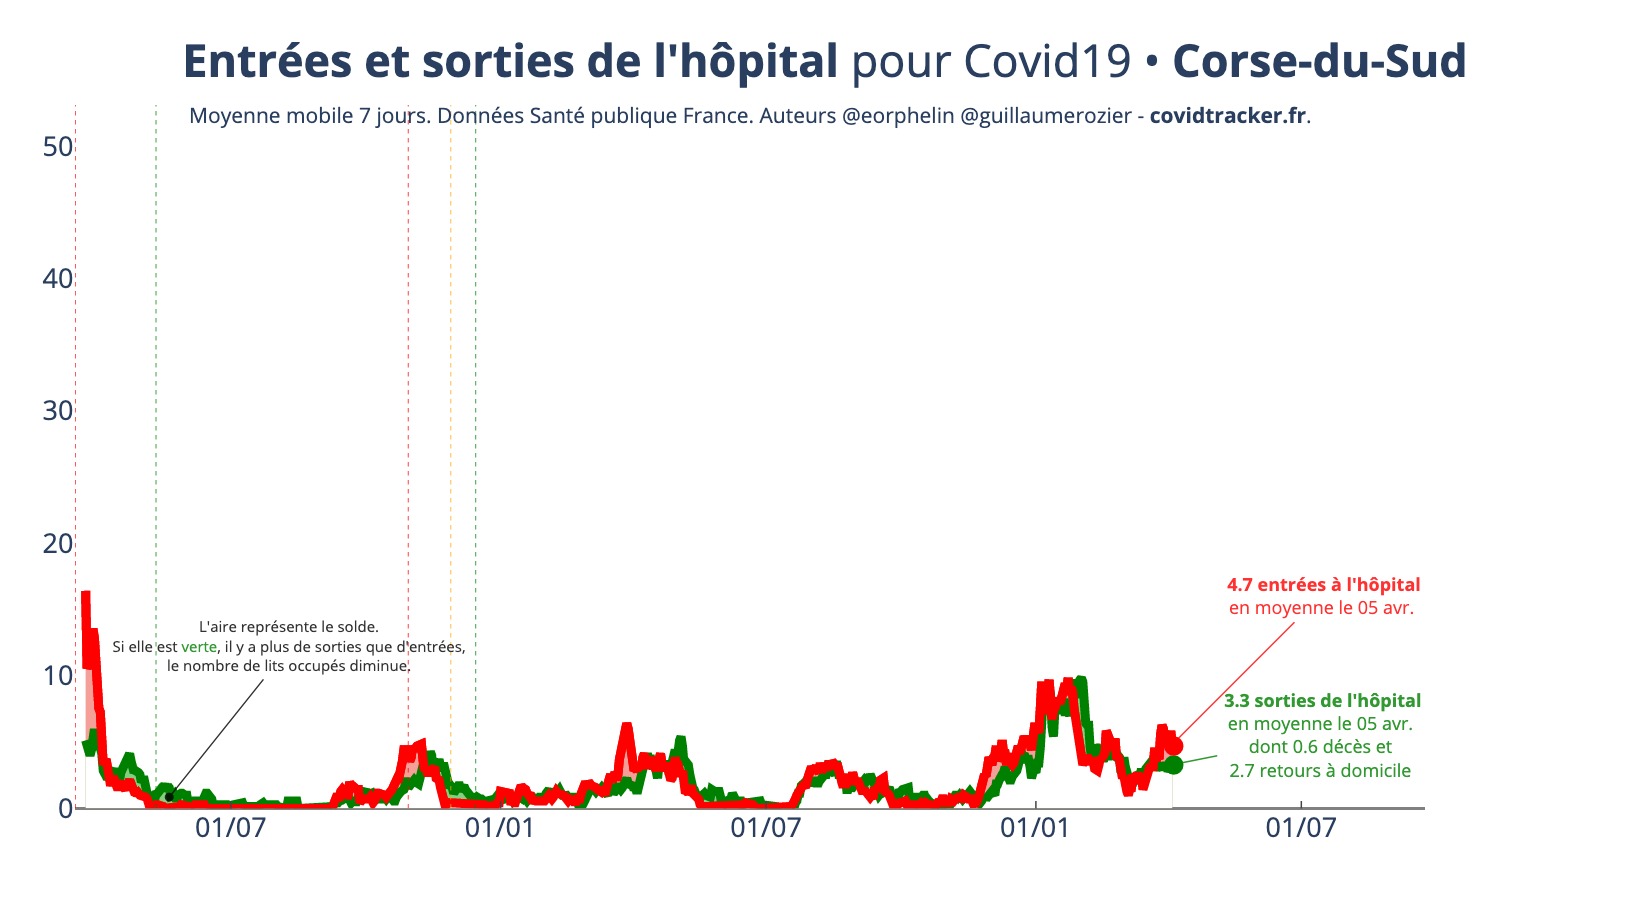 Entrées et sorties de l'hôpital pour Covid19 • Corse-du-Sud
Moyenne mobile 7 jours. Données Santé publique France. Auteurs @eorphelin @guillaumerozier - covidtracker.fr.
50
40
30
20
10
0
L'aire représente le solde.
Si elle est verte, il y a plus de sorties que d'entrées,
le nombre de lits occupés diminue.
4.7 entrées à l'hôpital
en moyenne le 05 avr.
3.3 sorties de l'hôpital
en moyenne le 05 avr.
dont 0.6 décès et
2.7 retours à domicile
01/07
01/01
01/07
01/01
01/07